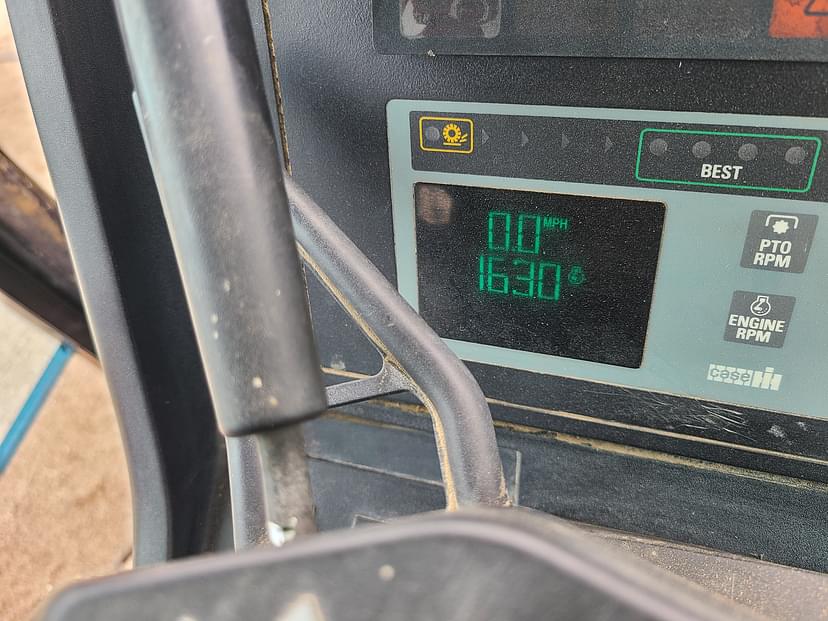 BEST
0.0 MPH
1630
PTO
RPM
ENGINE
RPM
CASE IH